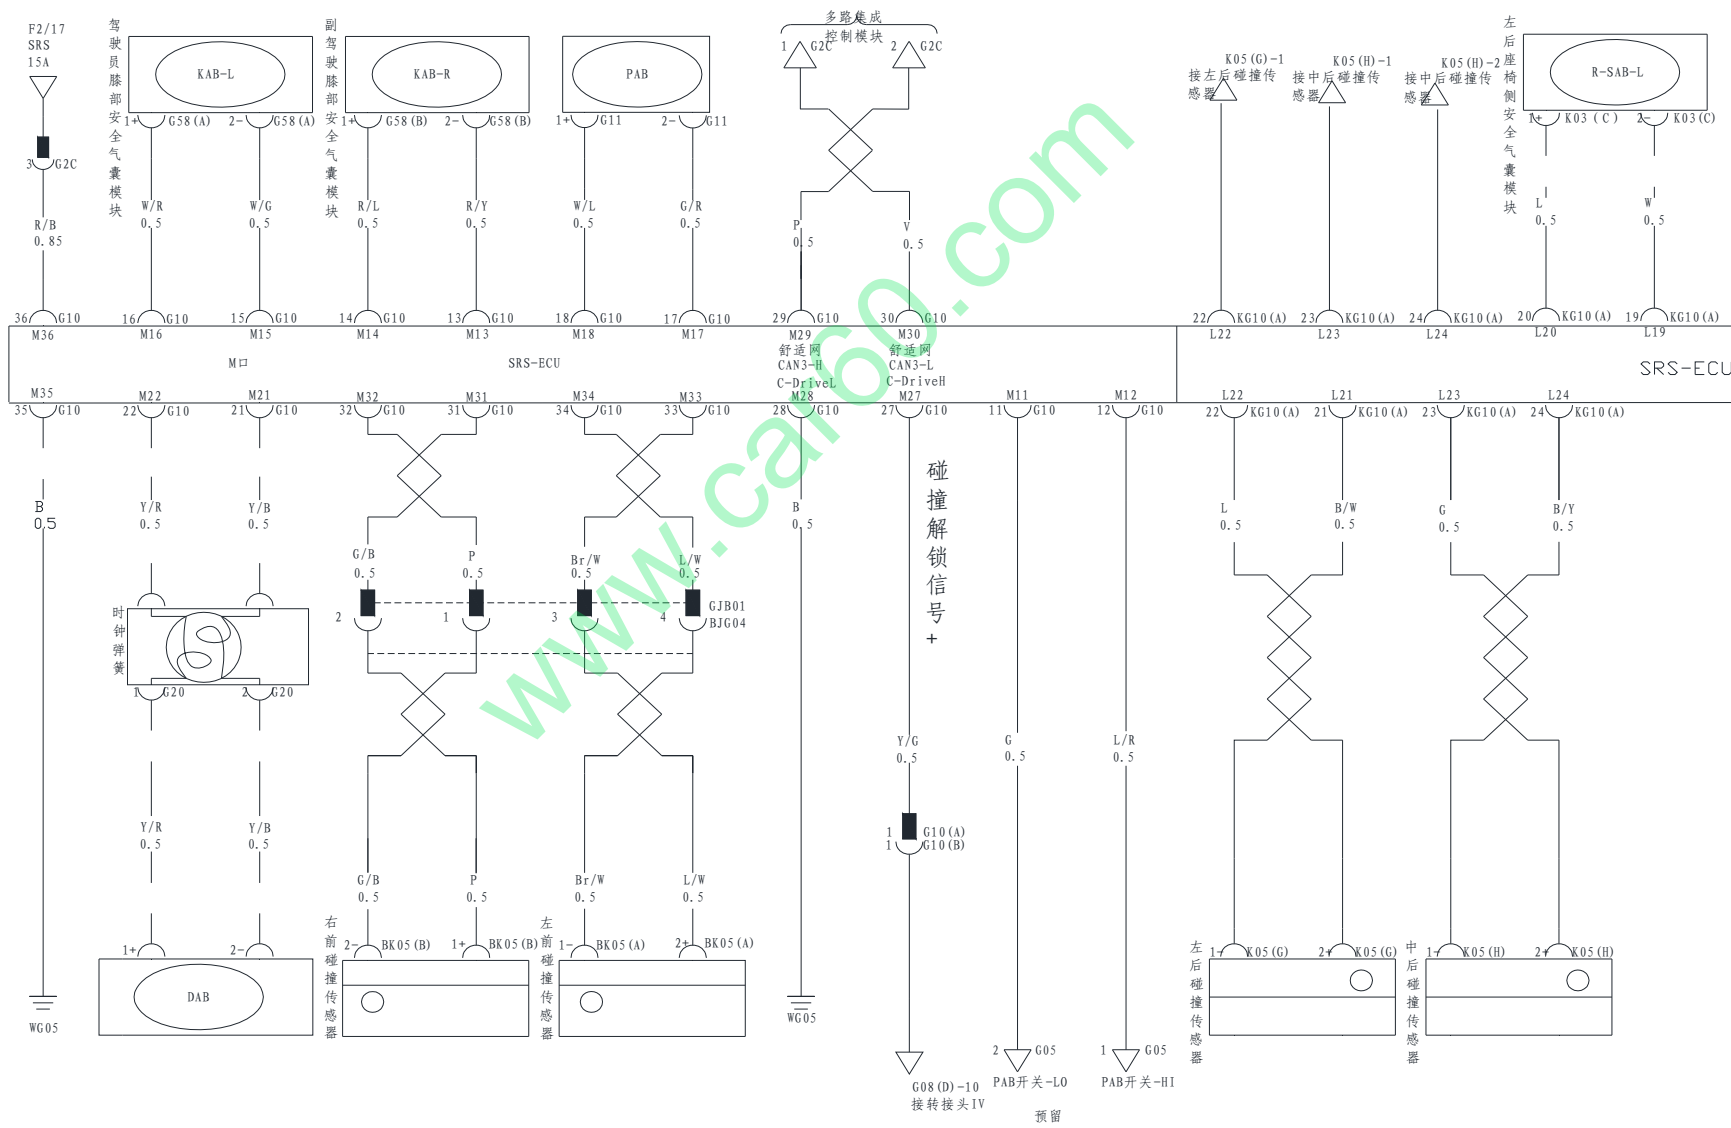 F2/17
SRS
15A
3 G2C
R/B
0.85
驾驶员膝部安全气囊模块
KAB-L
1+ G58(A) 2- G58(A)
W/R
0.5
W/G
0.5
副驾驶膝部安全气囊模块
KAB-R
1+ G58(B) 2- G58(B)
R/L
0.5
R/Y
0.5
PAB
1+ G11 2- G11
W/L
0.5
G/R
0.5
多路集成
控制模块
1 G2C 2 G2C
P
0.5
V
0.5
K05(G)-1
接左后碰撞传
感器
K05(H)-1
接中后碰撞传
感器
K05(H)-2
接中后碰撞传
感器
左后座椅侧安全气囊模块
R-SAB-L
1+ K03(C) 2- K03(C)
L
0.5
W
0.5
36 G10 16 G10 15 G10 14 G10 13 G10 18 G10 17 G10 29 G10 30 G10 22 KG10(A) 23 KG10(A) 24 KG10(A) 20 KG10(A) 19 KG10(A)
M36 M16 M15 M14 M13 M18 M17 M29 M30 L22 L23 L24 L20 L19
M口
SRS-ECU
舒适网
CAN3-H
C-DriveL
舒适网
CAN3-L
C-DriveH
SRS-ECU
M35 M22 M21 M32 M31 M34 M33 M28 M27 M11 M12 L22 L21 L23 L24
35 G10 22 G10 21 G10 32 G10 31 G10 34 G10 33 G10 28 G10 27 G10 11 G10 12 G10 22 KG10(A) 21 KG10(A) 23 KG10(A) 24 KG10(A)
B
0.5
Y/R
0.5
Y/B
0.5
G/B
0.5
P
0.5
Br/W
0.5
L/W
0.5
B
0.5
碰撞解锁信号+
L
0.5
B/W
0.5
G
0.5
B/Y
0.5
2 1 3 4
GJB01
BJG04
时钟弹簧
1 G20 2 G20
Y/R
0.5
Y/B
0.5
Y/G
0.5
G
0.5
L/R
0.5
1 G10(A)
1 G10(B)
G/B
0.5
P
0.5
Br/W
0.5
L/W
0.5
1+ 2-
DAB
右前碰撞传感器
2- BK05(B) 1+ BK05(B)
左前碰撞传感器
1- BK05(A) 2+ BK05(A)
左后碰撞传感器
1- K05(G) 2+ K05(G)
中后碰撞传感器
1- K05(H) 2+ K05(H)
WG05
WG05
G08(D)-10
接转接头IV
2 G05
PAB开关-LO
1 G05
PAB开关-HI
预留
www.car60.com